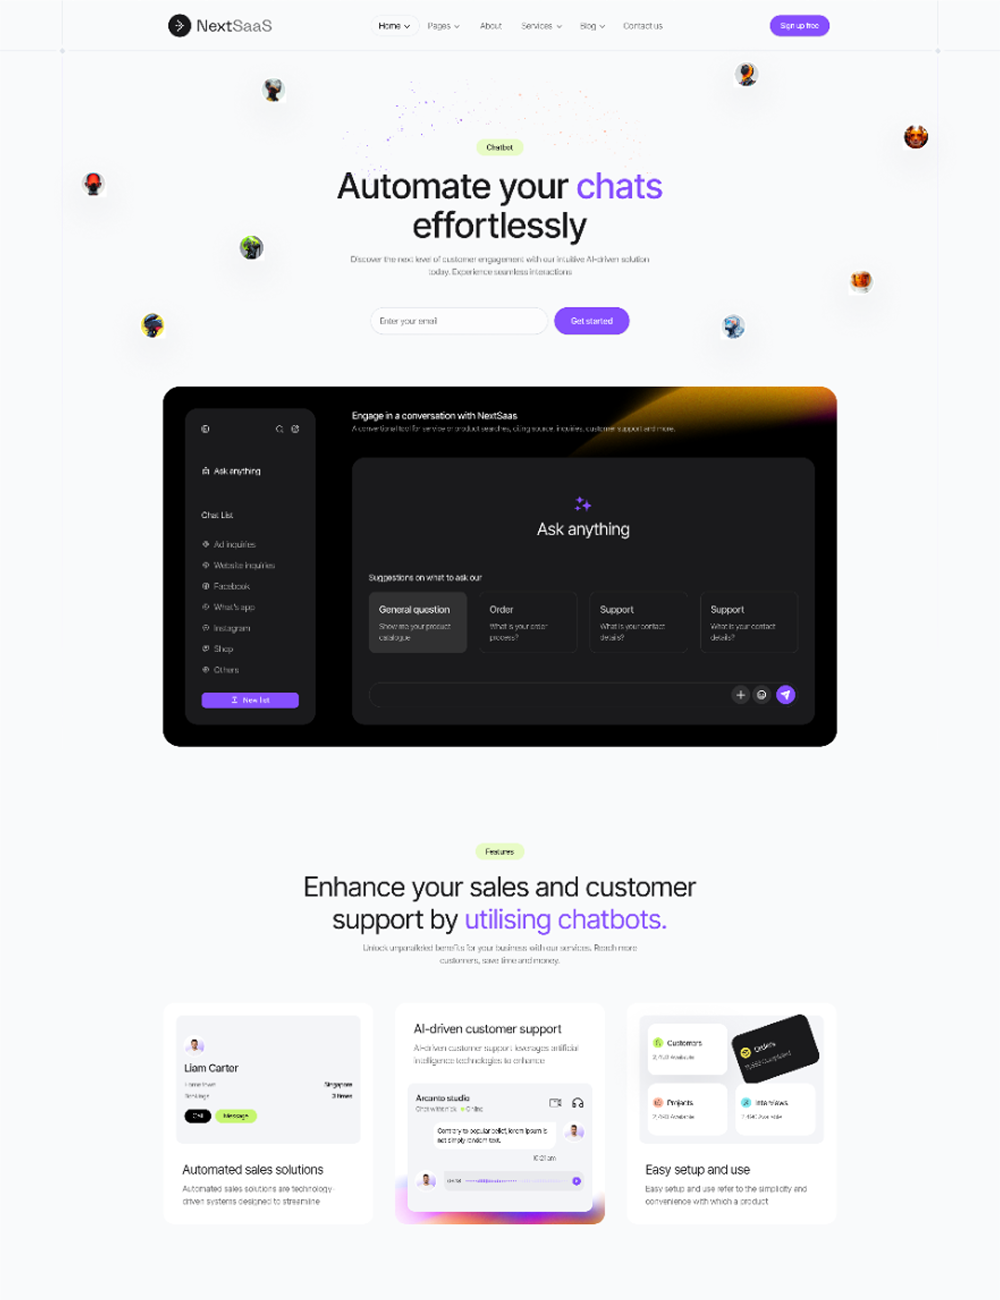 NextSaaS
Home
Pages
About
Services
Blog
Contact us
Sign up free
Chatbot
Automate your chats
effortlessly
Discover the next level of customer engagement with our intuitive AI-driven solution
today. Experience seamless interactions
Enter your email
Get started
Engage in a conversation with NextSaas
A conventional tool for service or product searches, citing source, inquiries, customer support and more.
Ask anything
Chat List
Ad inquiries
Website inquiries
Facebook
What's app
Instagram
Shop
Others
New list
Ask anything
Suggestions on what to ask our
General question
Show me your product
catalogue
Order
What is your order
process?
Support
What is your contact
details?
Support
What is your contact
details?
Features
Enhance your sales and customer
support by utilising chatbots.
Unlock unparalleled benefits for your business with our services. Reach more
customers, save time and money.
Liam Carter
Singapore
Bookings
3 times
Call
Message
Automated sales solutions
Automated sales solutions are technology-
driven systems designed to streamline
AI-driven customer support
AI-driven customer support leverages artificial
intelligence technologies to enhance
Arcanto studio
Online
Contrary to popular belief, lorem ipsum is
not simply random text.
10:21 am
Customers
Available
Orders
Completed
Projects
Available
Interviews
Available
Easy setup and use
Easy setup and use refer to the simplicity and
convenience with which a product